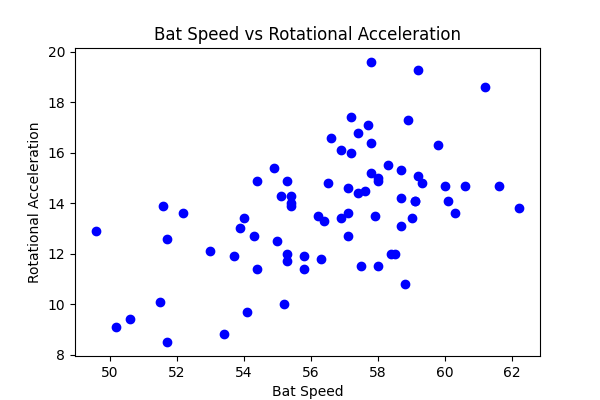 Bat Speed vs Rotational Acceleration
20
18
16
14
12
10
8
Rotational Acceleration
50 52 54 56 58 60 62
Bat Speed